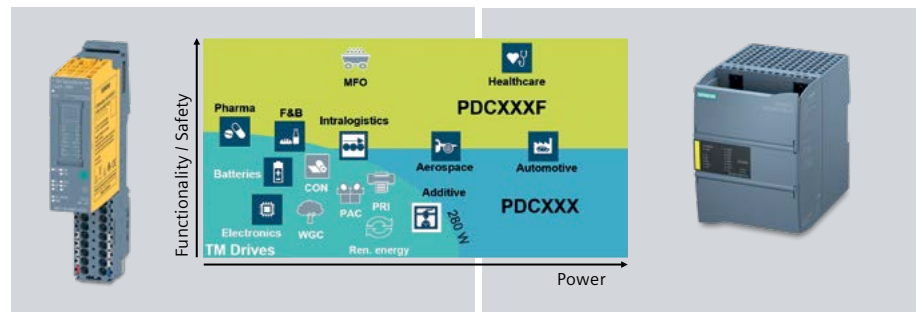 Functionality / Safety
MFO
Healthcare
PDCXXXF
Pharma
F&B
Intralogistics
Aerospace
Automotive
Batteries
CON
PAC
PRI
Additive
PDCXXX
280 W
Electronics
WGC
Ren. energy
TM Drives
Power